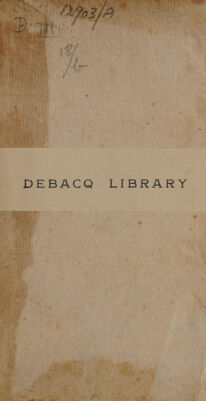 12903/A
D.
18/
DEBACQ LIBRARY